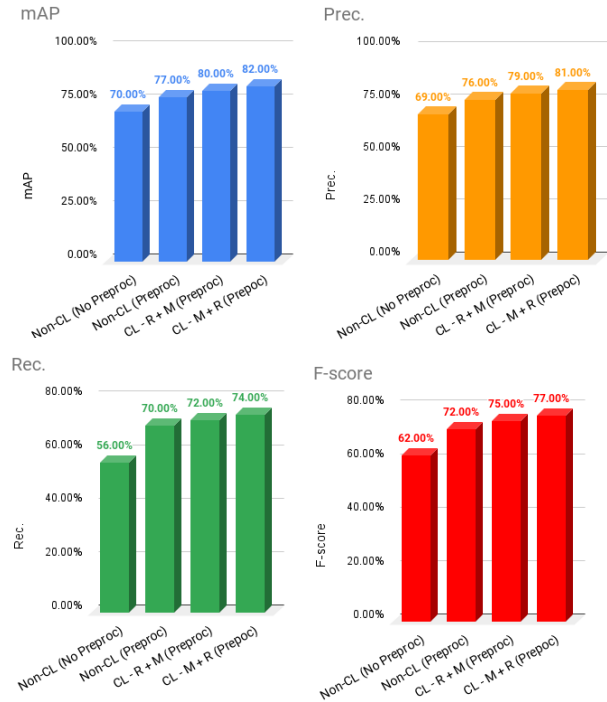 mAP
100.00%
75.00%
50.00%
25.00%
0.00%
mAP
70.00%
77.00%
80.00%
82.00%
Non-CL (No Preproc)
Non-CL (Preproc)
CL - R + M (Preproc)
CL - M + R (Prepoc)
Prec.
100.00%
75.00%
50.00%
25.00%
0.00%
Prec.
69.00%
76.00%
79.00%
81.00%
Non-CL (No Preproc)
Non-CL (Preproc)
CL - R + M (Preproc)
CL - M + R (Prepoc)
Rec.
80.00%
60.00%
40.00%
20.00%
0.00%
Rec.
56.00%
70.00%
72.00%
74.00%
Non-CL (No Preproc)
Non-CL (Preproc)
CL - R + M (Preproc)
CL - M + R (Prepoc)
F-score
80.00%
60.00%
40.00%
20.00%
0.00%
F-score
62.00%
72.00%
75.00%
77.00%
Non-CL (No Preproc)
Non-CL (Preproc)
CL - R + M (Preproc)
CL - M + R (Prepoc)